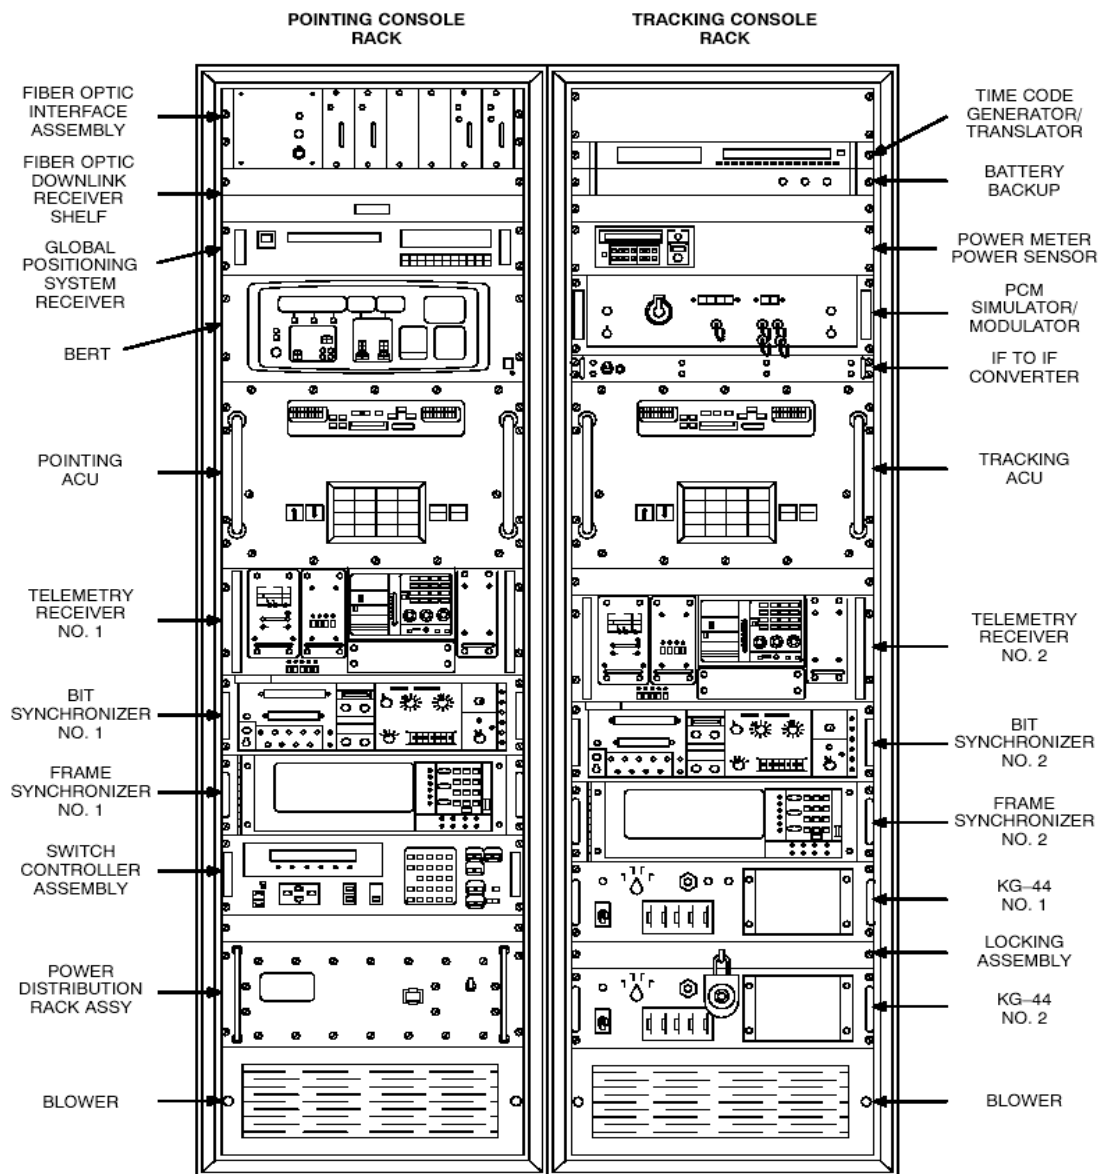 POINTING CONSOLE
RACK
TRACKING CONSOLE
RACK
FIBER OPTIC
INTERFACE
ASSEMBLY
FIBER OPTIC
DOWNLINK
RECEIVER
SHELF
GLOBAL
POSITIONING
SYSTEM
RECEIVER
BERT
POINTING
ACU
TELEMETRY
RECEIVER
NO. 1
BIT
SYNCHRONIZER
NO. 1
FRAME
SYNCHRONIZER
NO. 1
SWITCH
CONTROLLER
ASSEMBLY
POWER
DISTRIBUTION
RACK ASSY
BLOWER
TIME CODE
GENERATOR/
TRANSLATOR
BATTERY
BACKUP
POWER METER
POWER SENSOR
PCM
SIMULATOR/
MODULATOR
IF TO IF
CONVERTER
TRACKING
ACU
TELEMETRY
RECEIVER
NO. 2
BIT
SYNCHRONIZER
NO. 2
FRAME
SYNCHRONIZER
NO. 2
KG–44
NO. 1
LOCKING
ASSEMBLY
KG–44
NO. 2
BLOWER